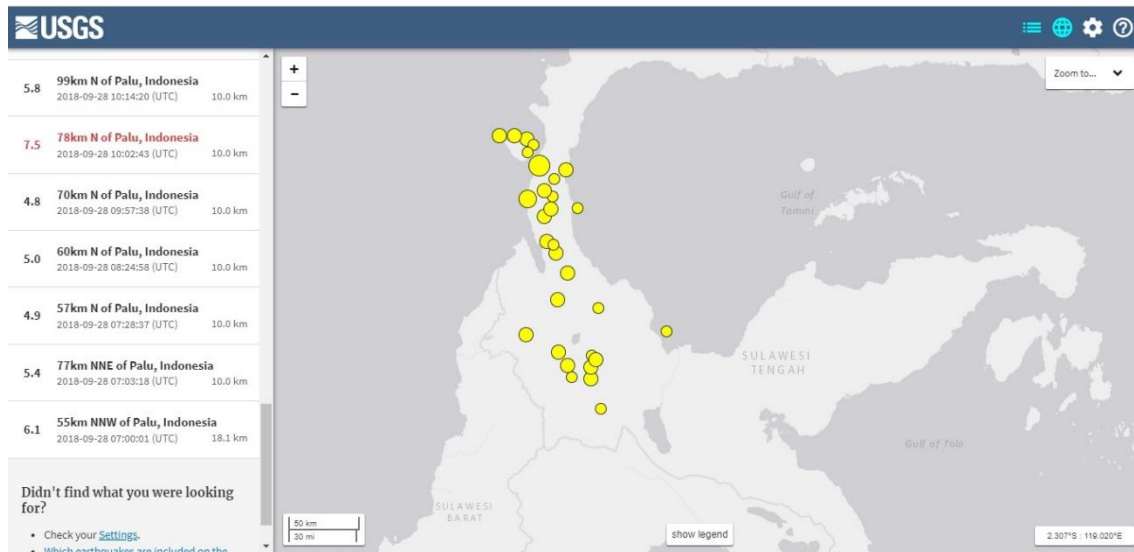 USGS
5.8
99km N of Palu, Indonesia
2018-09-28 10:14:20 (UTC) 10.0 km
7.5
78km N of Palu, Indonesia
2018-09-28 10:02:43 (UTC) 10.0 km
4.8
70km N of Palu, Indonesia
2018-09-28 09:57:38 (UTC) 10.0 km
5.0
60km N of Palu, Indonesia
2018-09-28 08:24:58 (UTC) 10.0 km
4.9
57km N of Palu, Indonesia
2018-09-28 07:28:37 (UTC) 10.0 km
5.4
77km NNE of Palu, Indonesia
2018-09-28 07:03:18 (UTC) 10.0 km
6.1
55km NNW of Palu, Indonesia
2018-09-28 07:00:01 (UTC) 18.1 km
Didn't find what you were looking
for?
Check your Settings.
Which earthquakes are included on the
+
−
Zoom to...
Gulf of
Tomini
SULAWESI
TENGAH
Gulf of Tolo
SULAWESI
BARAT
50 km
30 mi
show legend
2.307°S : 119.020°E